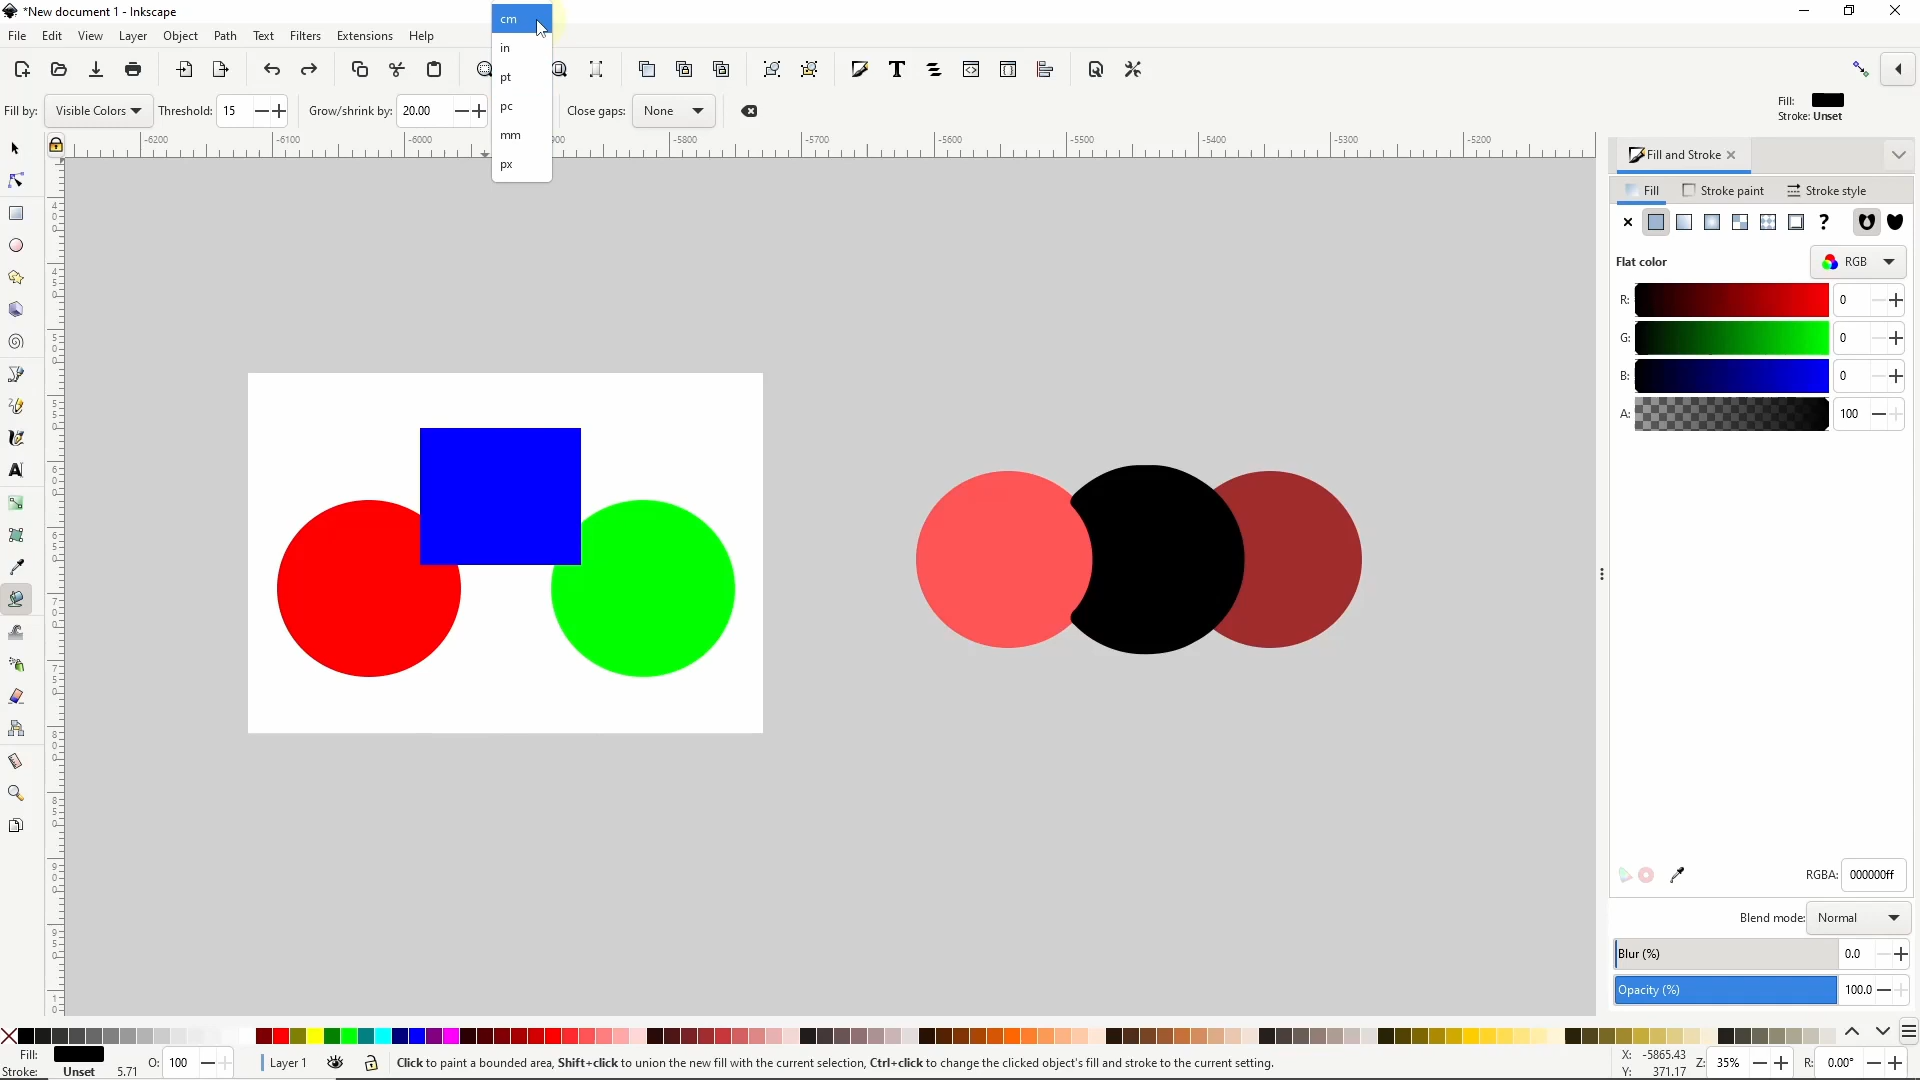 *New document 1 - Inkscape
File Edit View Layer Object Path Text Filters Extensions Help
cm
in
pt
pc
mm
px
Fill by: Visible Colors Threshold: 15 Grow/shrink by: 20.00 Close gaps: None
Fill:
Stroke: Unset
-6200 -6100 -6000 900 -5800 -5700 -5600 -5500 -5400 -5300 -5200
Fill and Stroke
Fill Stroke paint Stroke style
?
Flat color RGB
R: 0
G: 0
B: 0
A: 100
RGBA: 000000ff
Blend mode: Normal
Blur (%) 0.0
Opacity (%) 100.0
Fill:
Stroke: Unset 5.71
O: 100 Layer 1 Click to paint a bounded area, Shift+click to union the new fill with the current selection, Ctrl+click to change the clicked object's fill and stroke to the current setting.
X: -5865.43
Y: 371.17
Z: 35% R: 0.00°